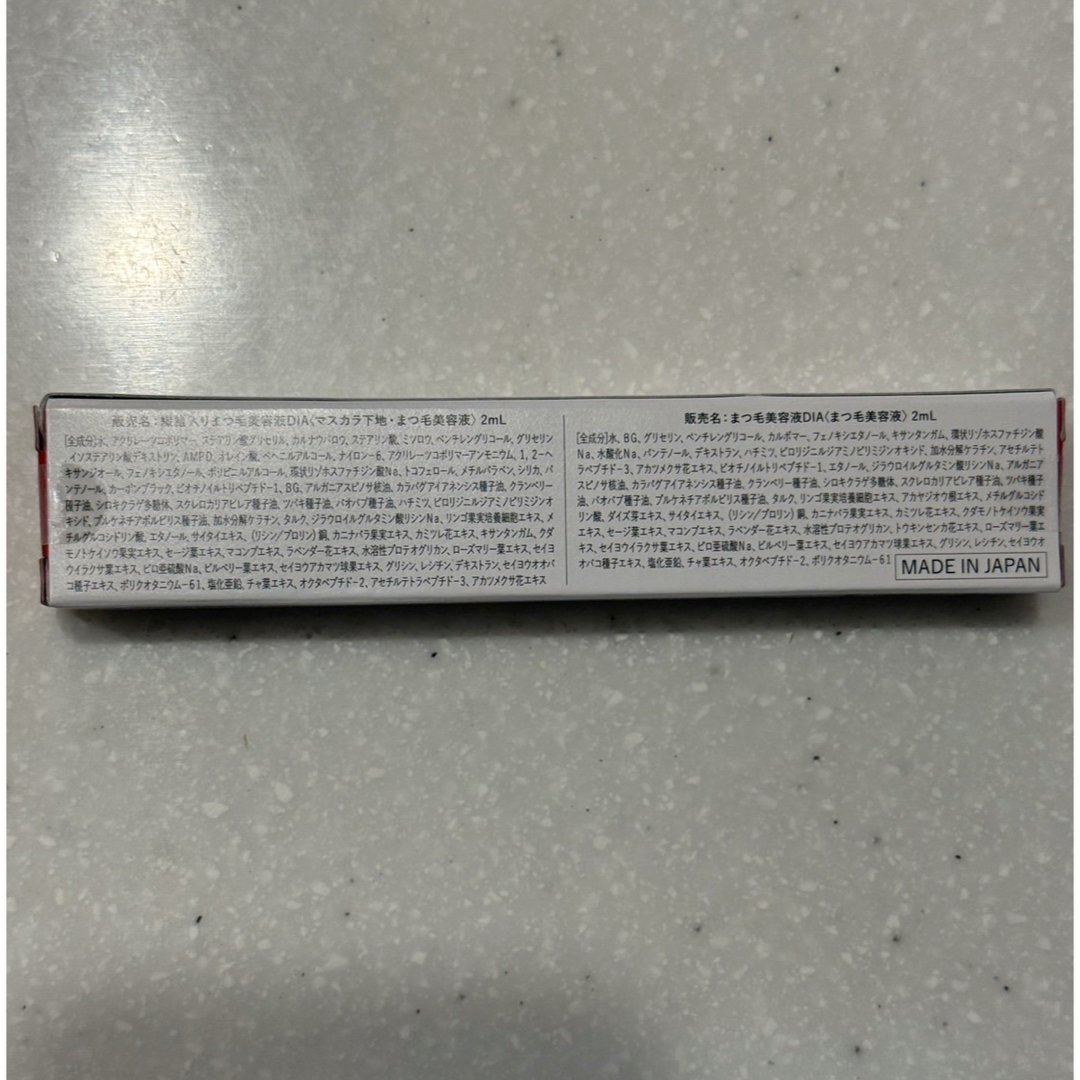 販売名：繊維入りまつ毛美容液DIA〈マスカラ下地・まつ毛美容液〉2mL
[全成分]水、アクリレーツコポリマー、ステアリン酸グリセリル、カルナウバロウ、ステアリン酸、ミツロウ、ペンチレングリコール、グリセリン
イソステアリン酸デキストリン、AMPD、オレイン酸、ベヘニルアルコール、ナイロン-6、アクリレーツコポリマーアンモニウム、1，2-ヘ
キサンジオール、フェノキシエタノール、ポリビニルアルコール、環状リゾホスファチジン酸Na、トコフェロール、メチルパラベン、シリカ、パ
ンテノール、カーボンブラック、ビオチノイルトリペプチド-1、BG、アルガニアスピノサ核油、カラパグアイアネンシス種子油、クランベリー
種子油、シロキクラゲ多糖体、スクレロカリアビレア種子油、ツバキ種子油、バオバブ種子油、ハチミツ、ピロリジニルジアミノピリミジンオ
キシド、プルケネチアボルビリス種子油、加水分解ケラチン、タルク、ジラウロイルグルタミン酸リシンNa、リンゴ果実培養細胞エキス、メ
チルグルコシドリン酸、エタノール、サイタイエキス、(リシン/プロリン)銅、カニナバラ果実エキス、カミツレ花エキス、キサンタンガム、クダ
モノトケイソウ果実エキス、セージ葉エキス、マコンブエキス、ラベンダー花エキス、水溶性プロテオグリカン、ローズマリー葉エキス、セイヨ
ウイラクサ葉エキス、ピロ亜硫酸Na、ビルベリー葉エキス、セイヨウアカマツ球果エキス、グリシン、レシチン、デキストラン、セイヨウオオバ
コ種子エキス、ポリクオタニウム-61、塩化亜鉛、チャ葉エキス、オクタペプチド-2、アセチルテトラペプチド-3、アカツメクサ花エキス
販売名：まつ毛美容液DIA〈まつ毛美容液〉2mL
[全成分]水、BG、グリセリン、ペンチレングリコール、カルボマー、フェノキシエタノール、キサンタンガム、環状リゾホスファチジン酸
Na、水酸化Na、パンテノール、デキストラン、ハチミツ、ピロリジニルジアミノピリミジンオキシド、加水分解ケラチン、アセチルテト
ラペプチド-3、アカツメクサ花エキス、ビオチノイルトリペプチド-1、エタノール、ジラウロイルグルタミン酸リシンNa、アルガニア
スピノサ核油、カラパグアイアネンシス種子油、クランベリー種子油、シロキクラゲ多糖体、スクレロカリアビレア種子油、ツバキ種子
油、バオバブ種子油、プルケネチアボルビリス種子油、タルク、リンゴ果実培養細胞エキス、アカヤジオウ根エキス、メチルグルコシド
リン酸、ダイズ芽エキス、サイタイエキス、(リシン/プロリン)銅、カニナバラ果実エキス、カミツレ花エキス、クダモノトケイソウ果実
エキス、セージ葉エキス、マコンブエキス、ラベンダー花エキス、水溶性プロテオグリカン、トウキンセンカ花エキス、ローズマリー葉エ
キス、セイヨウイラクサ葉エキス、ピロ亜硫酸Na、ビルベリー葉エキス、セイヨウアカマツ球果エキス、グリシン、レシチン、セイヨウオ
オバコ種子エキス、塩化亜鉛、チャ葉エキス、オクタペプチド-2、ポリクオタニウム-61
MADE IN JAPAN